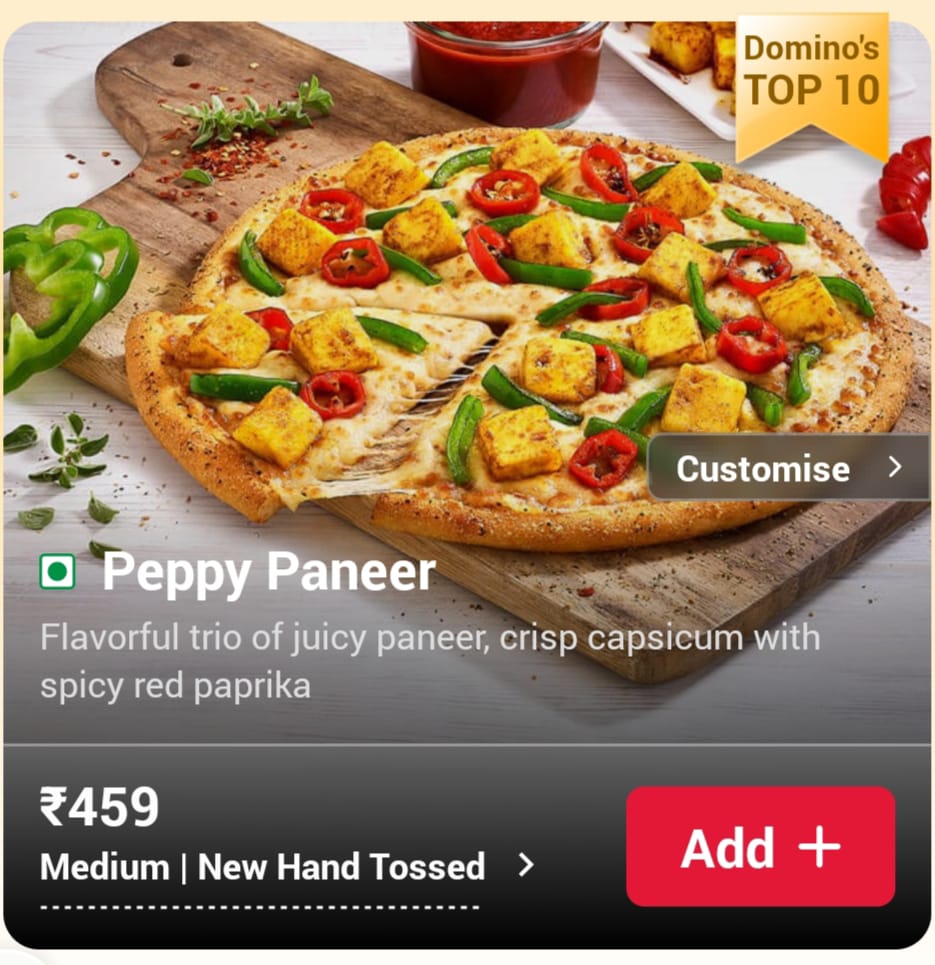 Domino's
TOP 10
Customise
Peppy Paneer
Flavorful trio of juicy paneer, crisp capsicum with
spicy red paprika
₹459
Medium | New Hand Tossed
Add +